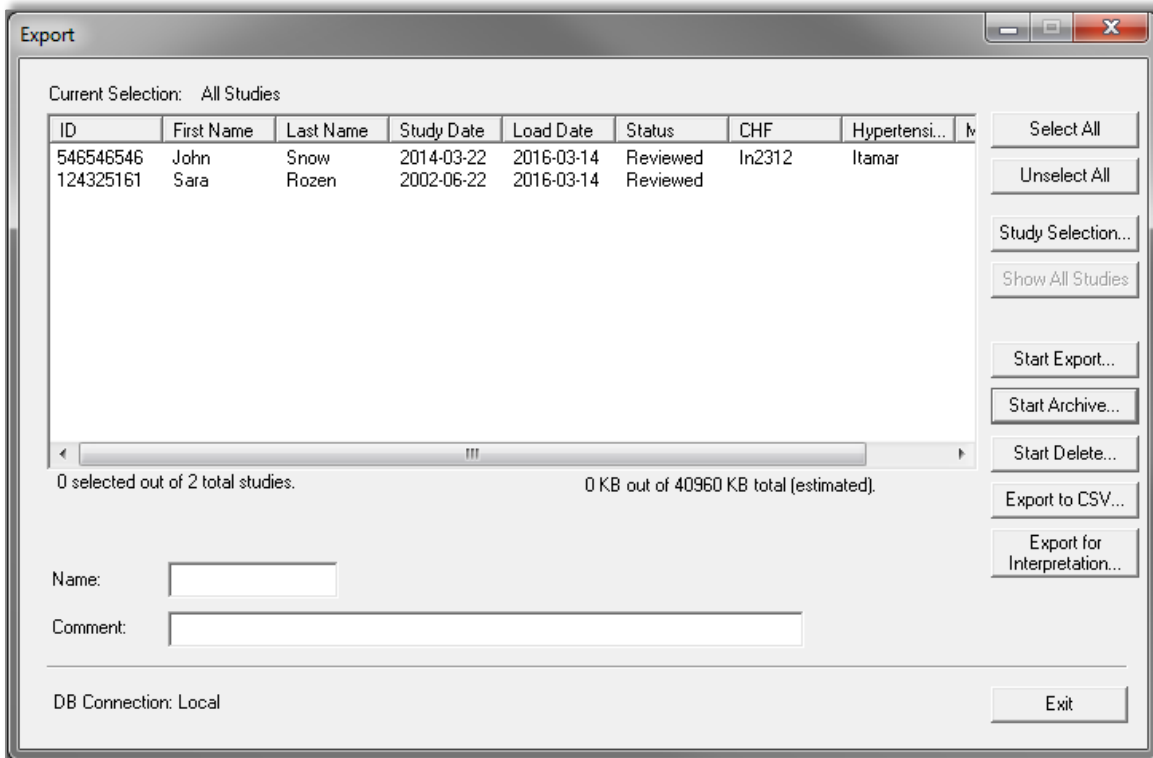 Export
Current Selection: All Studies
ID First Name Last Name Study Date Load Date Status CHF Hypertensi... M
546546546 John Snow 2014-03-22 2016-03-14 Reviewed In2312 Itamar
124325161 Sara Rozen 2002-06-22 2016-03-14 Reviewed
0 selected out of 2 total studies. 0 KB out of 40960 KB total (estimated).
Name:
Comment:
DB Connection: Local
Select All
Unselect All
Study Selection...
Show All Studies
Start Export...
Start Archive...
Start Delete...
Export to CSV...
Export for
Interpretation...
Exit